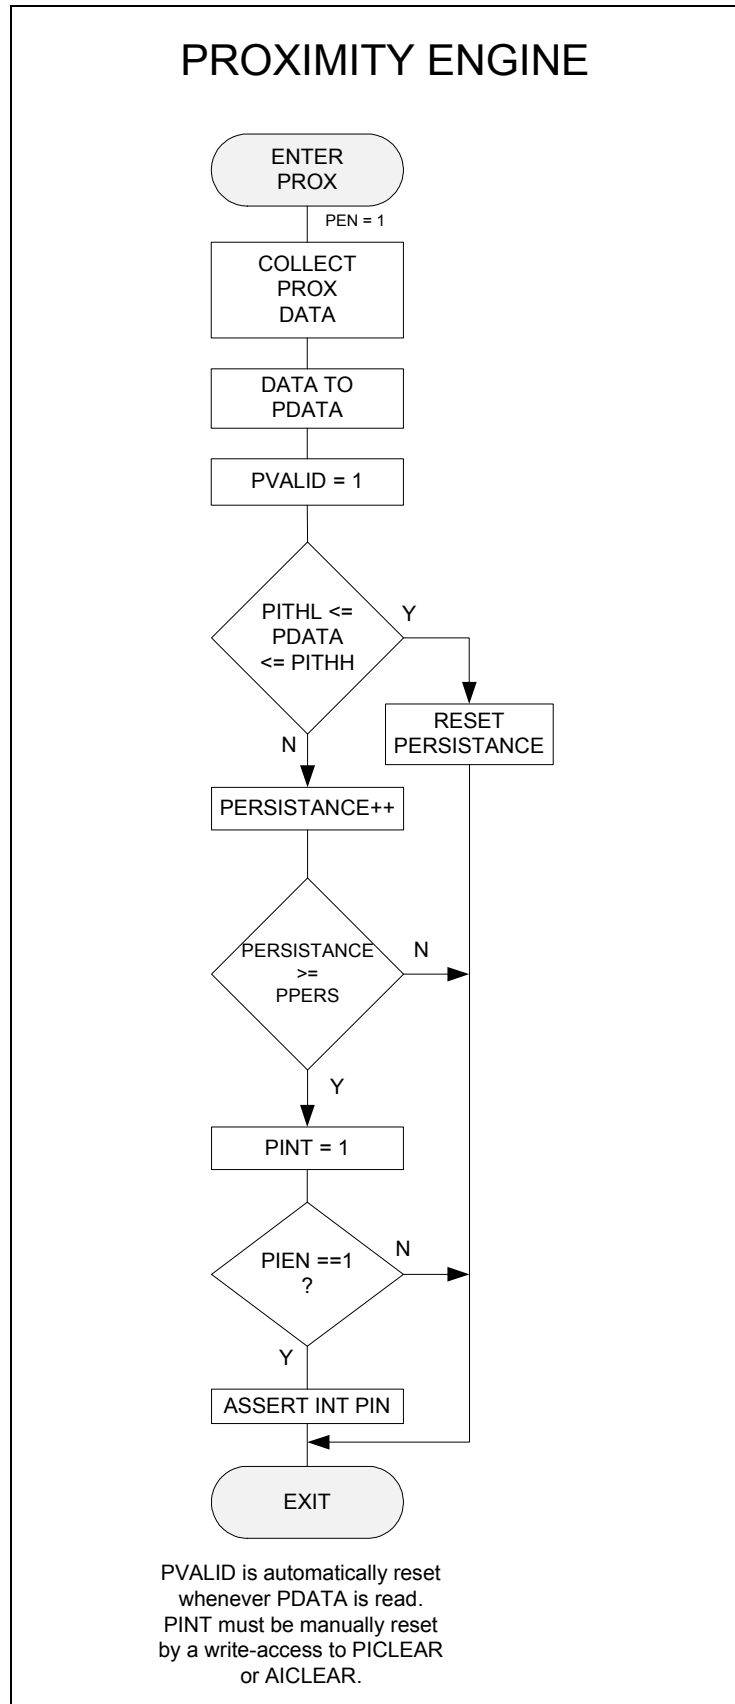 PROXIMITY ENGINE
ENTER
PROX
PEN = 1
COLLECT
PROX
DATA
DATA TO
PDATA
PVALID = 1
PITHL <=
PDATA
<= PITHH
Y
RESET
PERSISTANCE
N
PERSISTANCE++
PERSISTANCE
>=
PPERS
N
Y
PINT = 1
PIEN ==1
?
N
Y
ASSERT INT PIN
EXIT
PVALID is automatically reset
whenever PDATA is read.
PINT must be manually reset
by a write-access to PICLEAR
or AICLEAR.